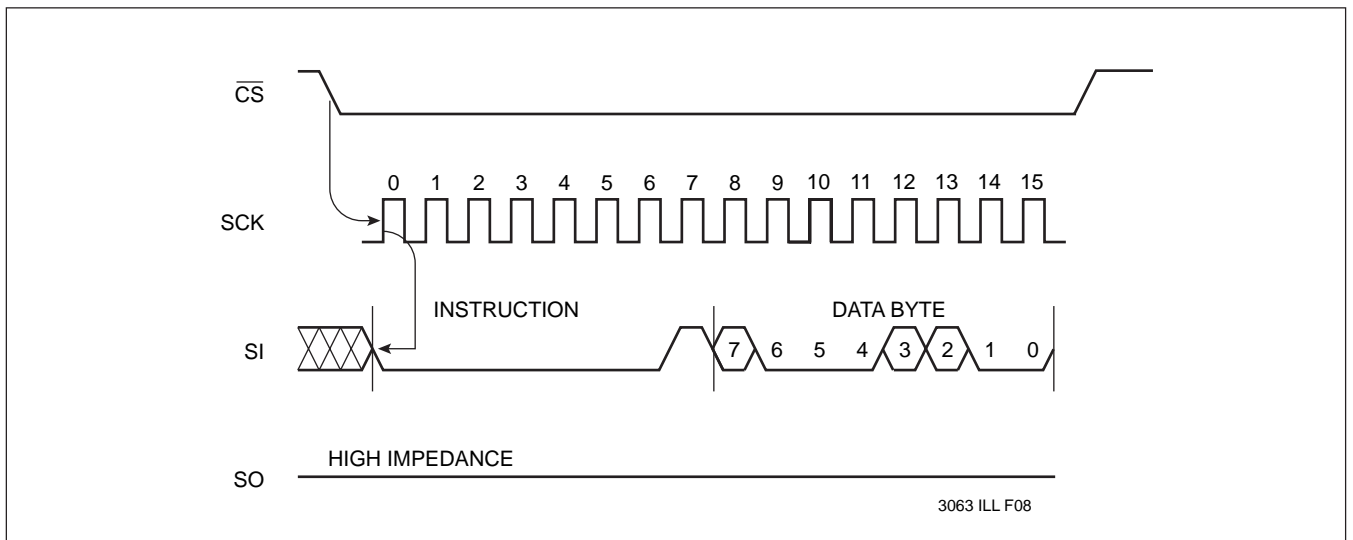 CS
0 1 2 3 4 5 6 7 8 9 10 11 12 13 14 15
SCK
INSTRUCTION DATA BYTE
SI 7 6 5 4 3 2 1 0
HIGH IMPEDANCE
SO
3063 ILL F08